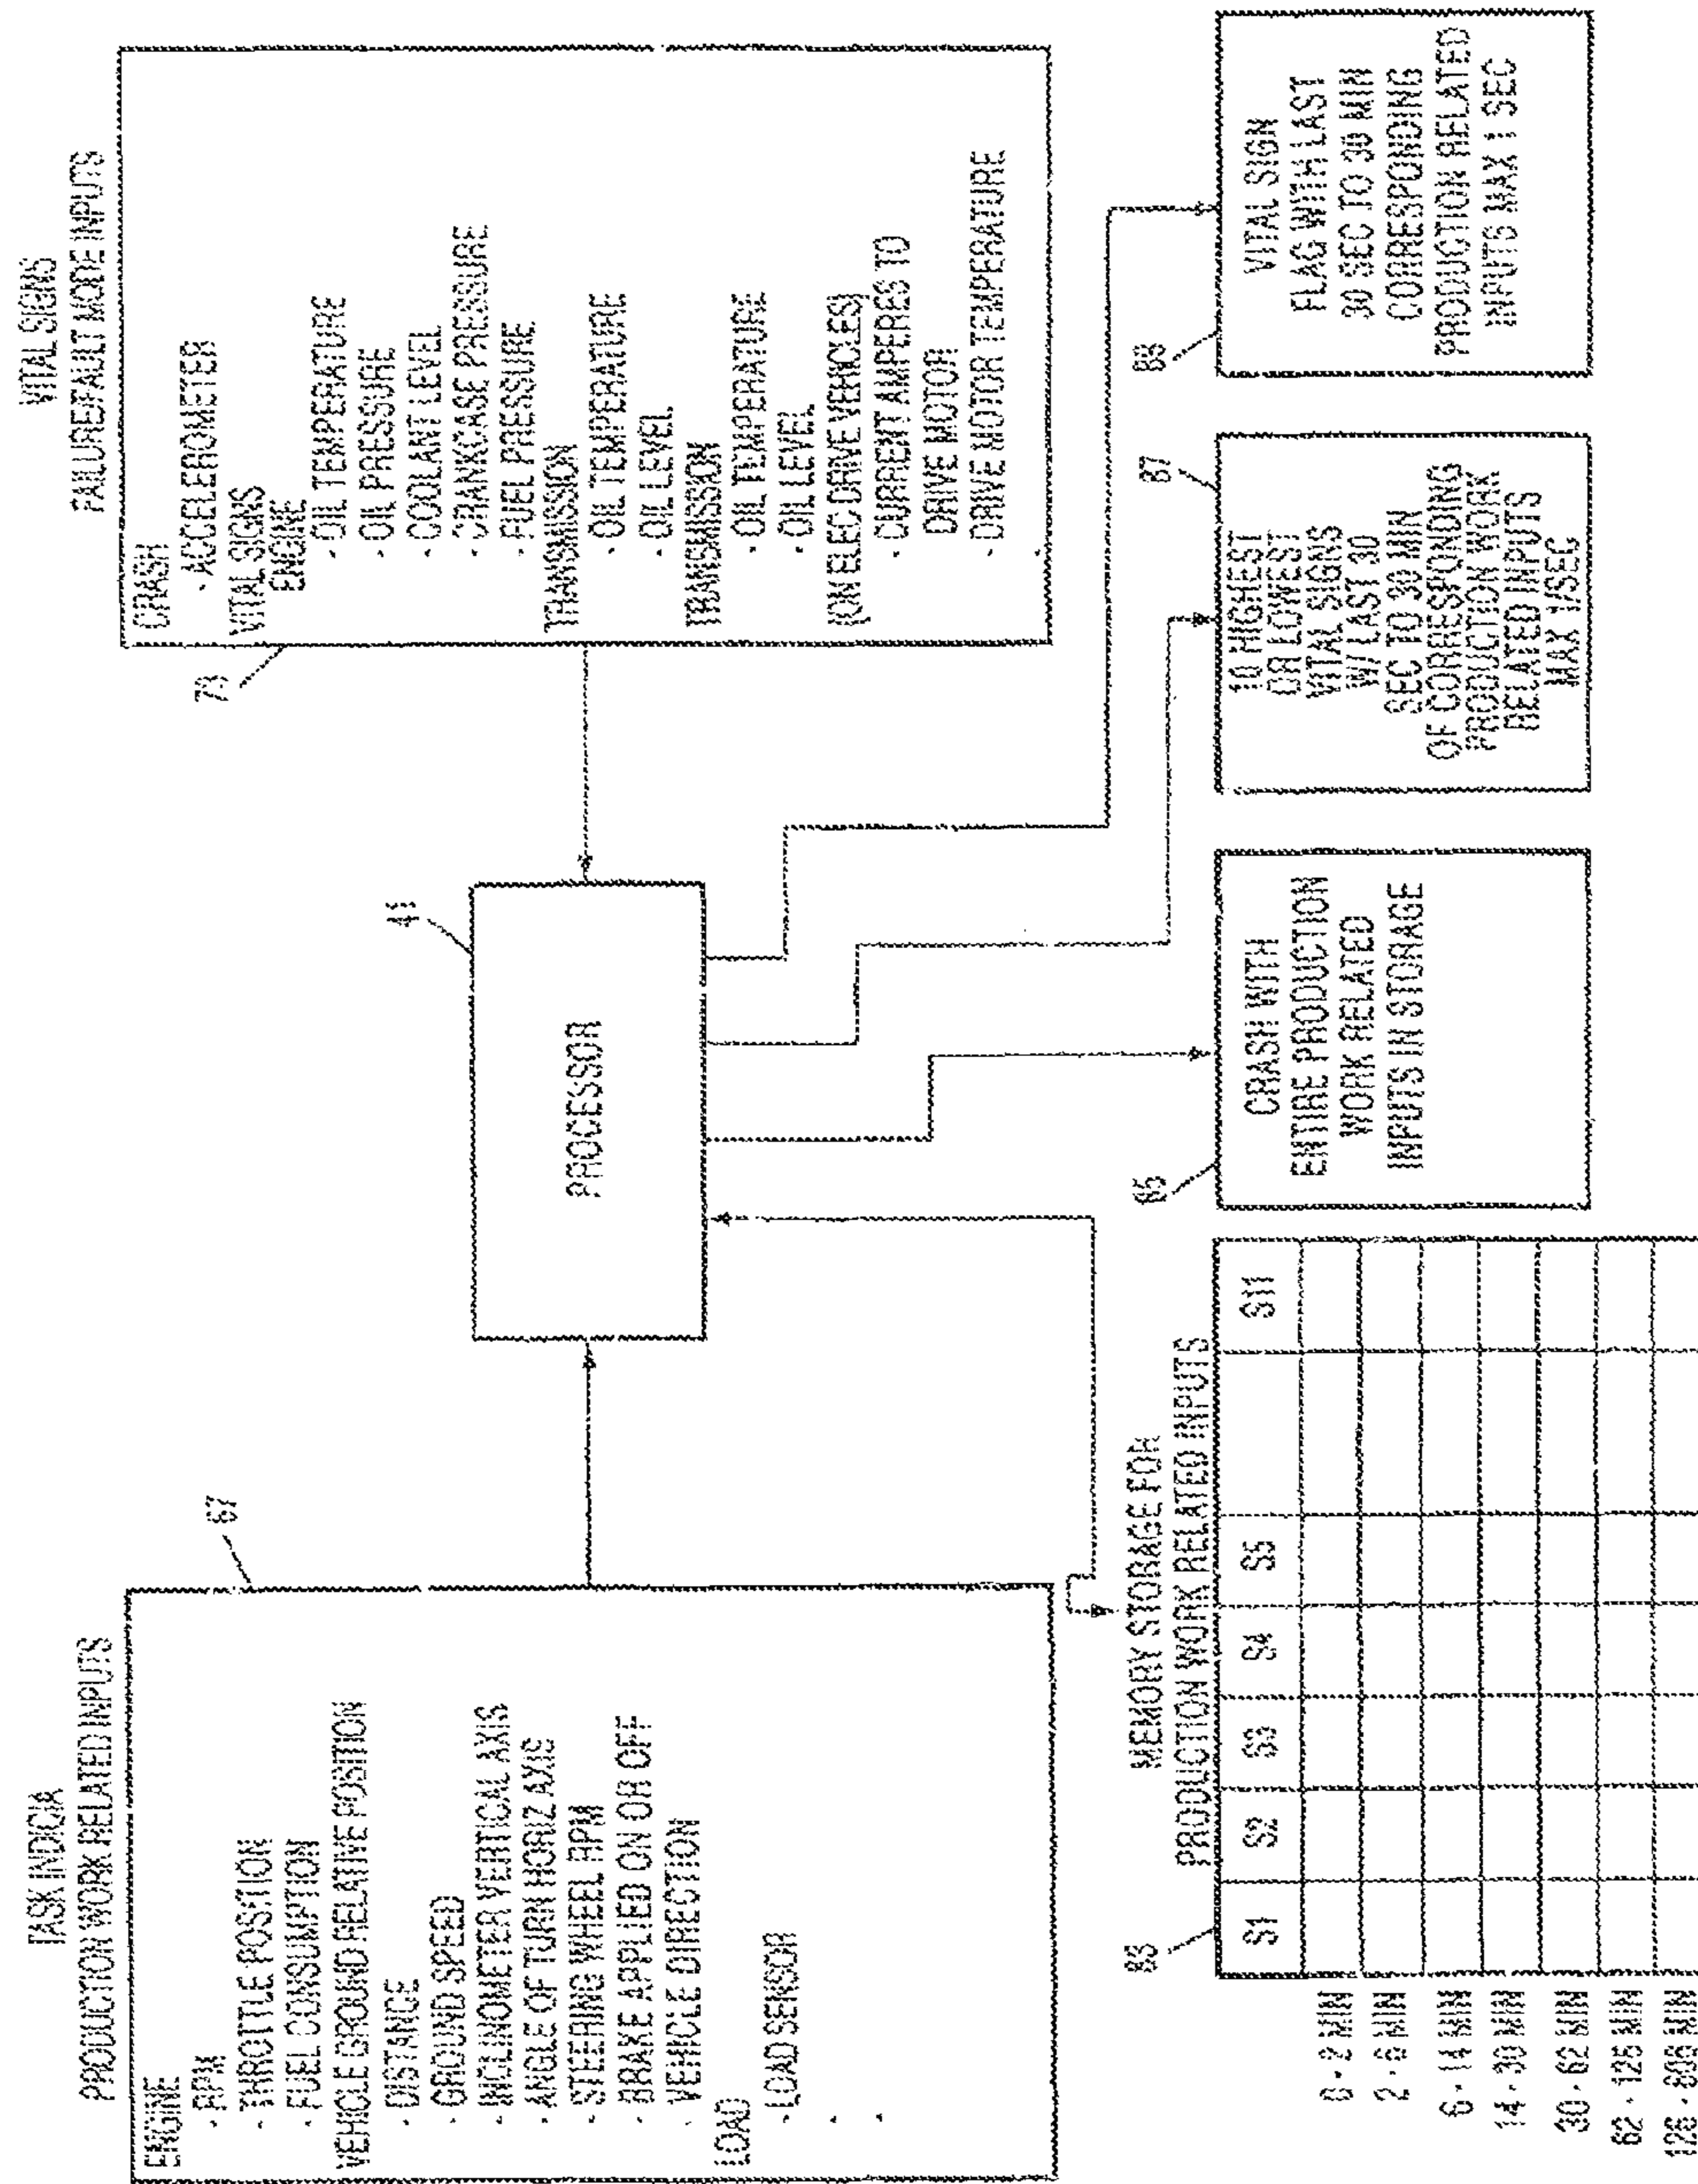 TASK INDICIA
PRODUCTION WORK RELATED INPUTS
67
ENGINE
· RPM
· THROTTLE POSITION
· FUEL CONSUMPTION
VEHICLE GROUND RELATIVE POSITION
· DISTANCE
· GROUND SPEED
· INCLINOMETER VERTICAL AXIS
· ANGLE OF TURN HORIZ AXIS
· STEERING WHEEL RPM
· BRAKE APPLIED ON OR OFF
· VEHICLE DIRECTION
LOAD
· LOAD SENSOR
41
PROCESSOR
VITAL SIGNS
FAILURE/FAULT MODE INPUTS
73
CRASH
· ACCELEROMETER
VITAL SIGNS
ENGINE
· OIL TEMPERATURE
· OIL PRESSURE
· COOLANT LEVEL
· CRANKCASE PRESSURE
· FUEL PRESSURE
TRANSMISSION
· OIL TEMPERATURE
· OIL LEVEL
TRANSMISSION
· OIL TEMPERATURE
· OIL LEVEL
(ON ELEC DRIVE VEHICLES)
· CURRENT AMPERES TO
DRIVE MOTOR
· DRIVE MOTOR TEMPERATURE
MEMORY STORAGE FOR
PRODUCTION WORK RELATED INPUTS
83
S1 S2 S3 S4 S5 S11
0 - 2 MIN
2 - 6 MIN
6 - 14 MIN
14 - 30 MIN
30 - 62 MIN
62 - 126 MIN
85
CRASH WITH
ENTIRE PRODUCTION
WORK RELATED
INPUTS IN STORAGE
87
10 HIGHEST
OR LOWEST
VITAL SIGNS
W/ LAST 30
SEC TO 30 MIN
OF CORRESPONDING
PRODUCTION WORK
RELATED INPUTS
MAX 1/SEC
88
VITAL SIGN
FLAG WITH LAST
30 SEC TO 30 MIN
CORRESPONDING
PRODUCTION RELATED
INPUTS MAX 1 SEC